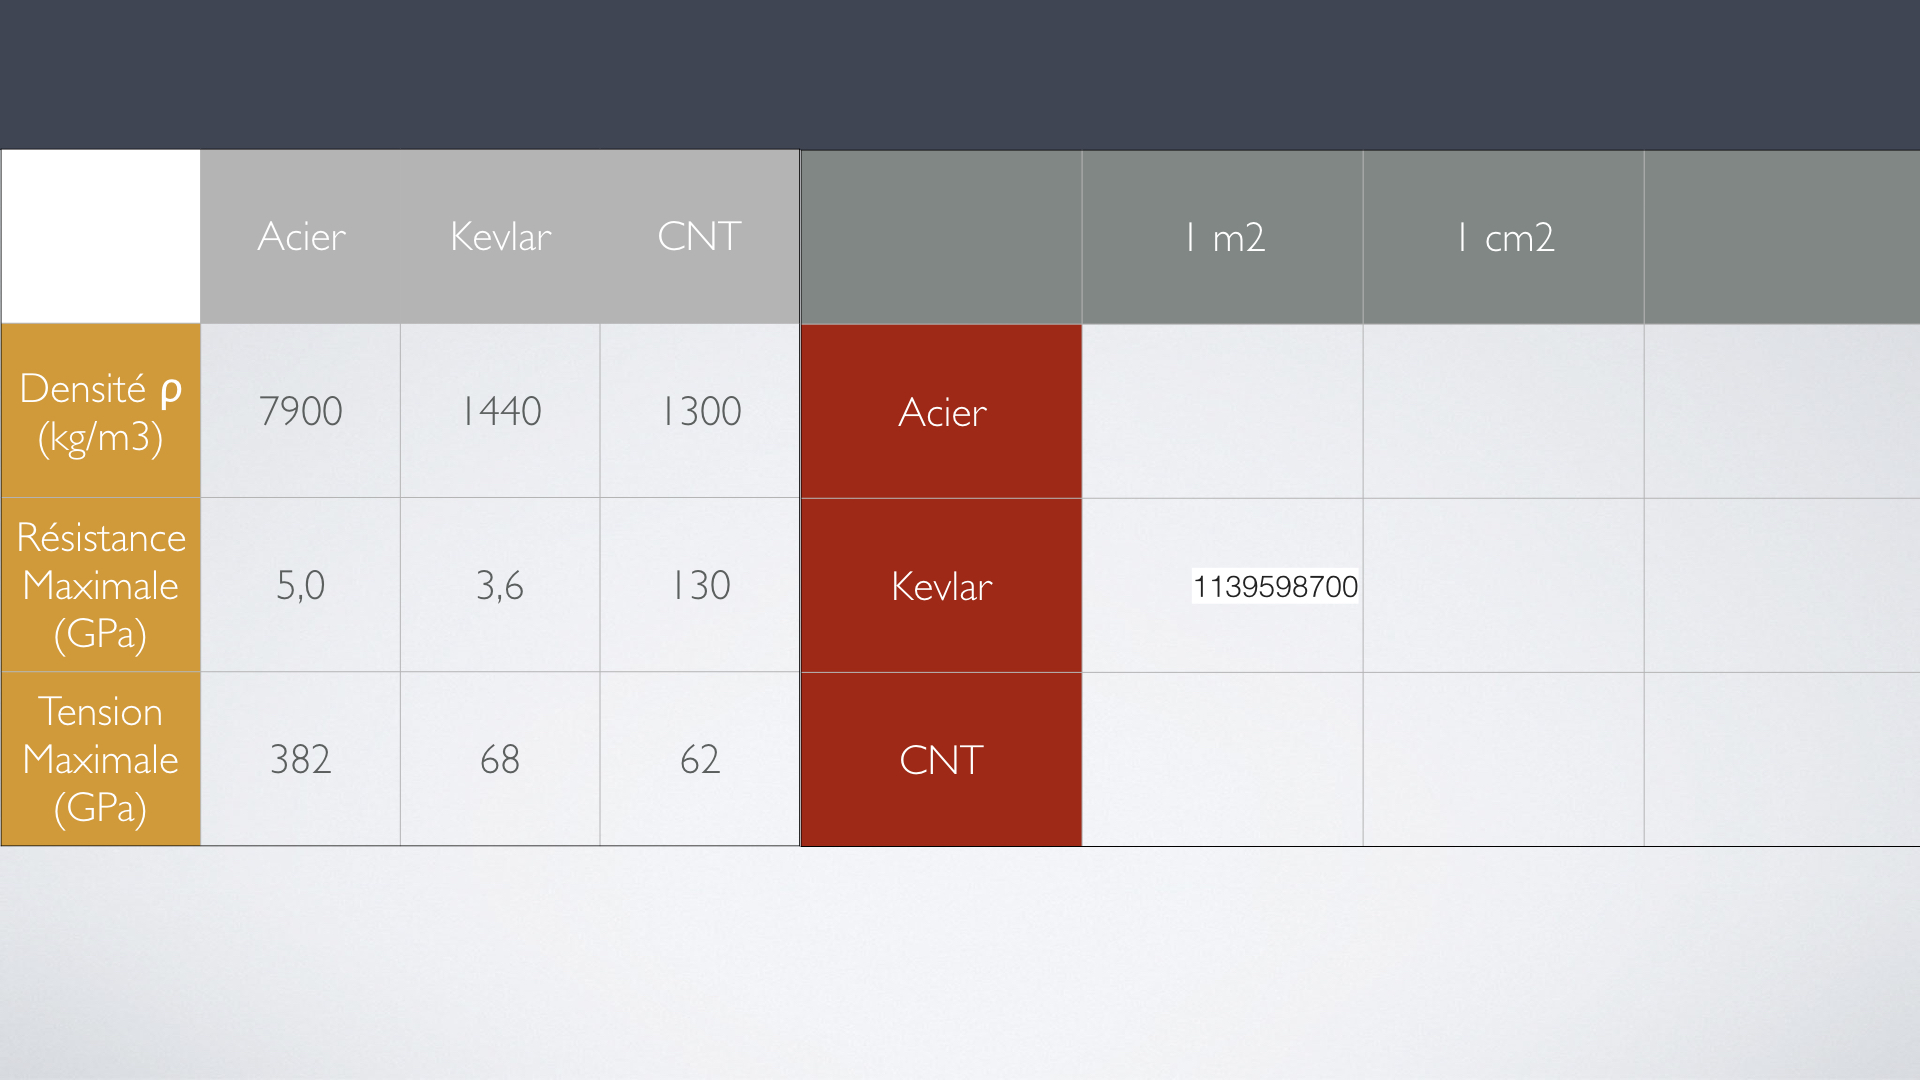 Acier Kevlar CNT
Densité ρ
(kg/m3)
7900 1440 1300
Résistance
Maximale
(GPa)
5,0 3,6 130
Tension
Maximale
(GPa)
382 68 62
1 m2 1 cm2
Acier
Kevlar 1139598700
CNT